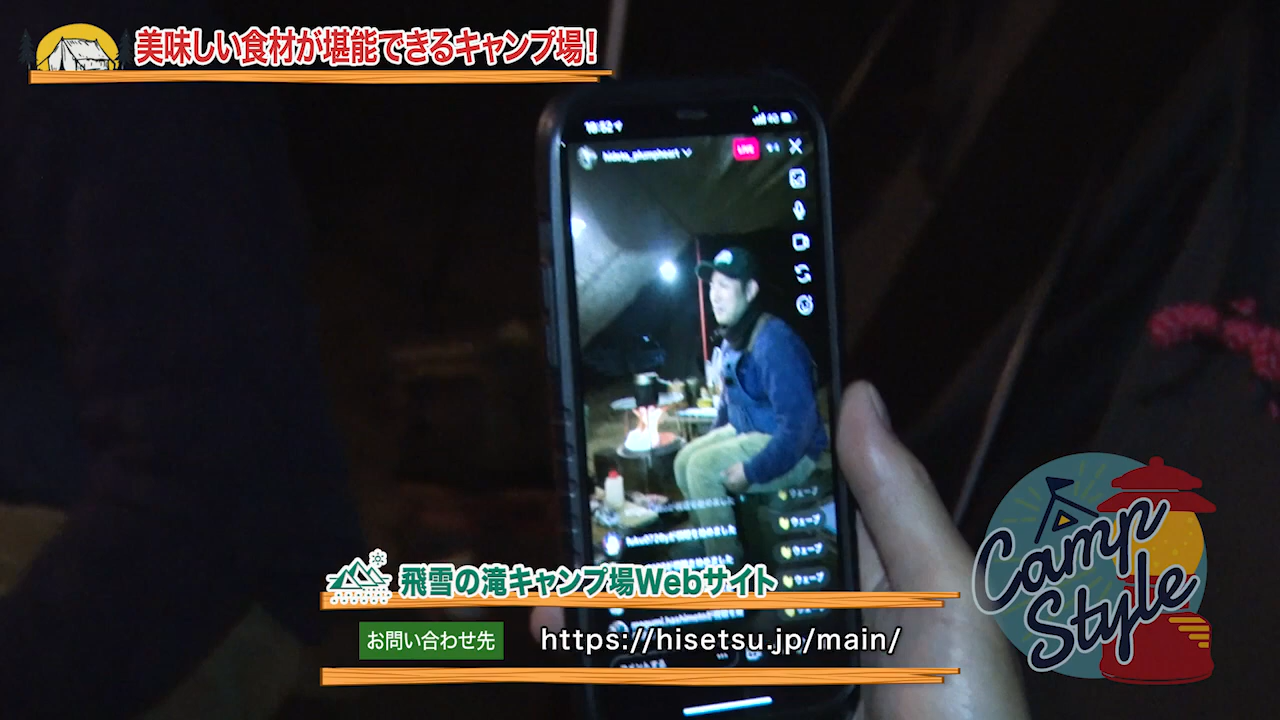 美味しい食材が堪能できるキャンプ場!
18:52
LIVE
ウェーブ
ウェーブ
ウェーブ
ウェーブ
飛雪の滝キャンプ場Webサイト
お問い合わせ先
https://hisetsu.jp/main/
Camp
Style